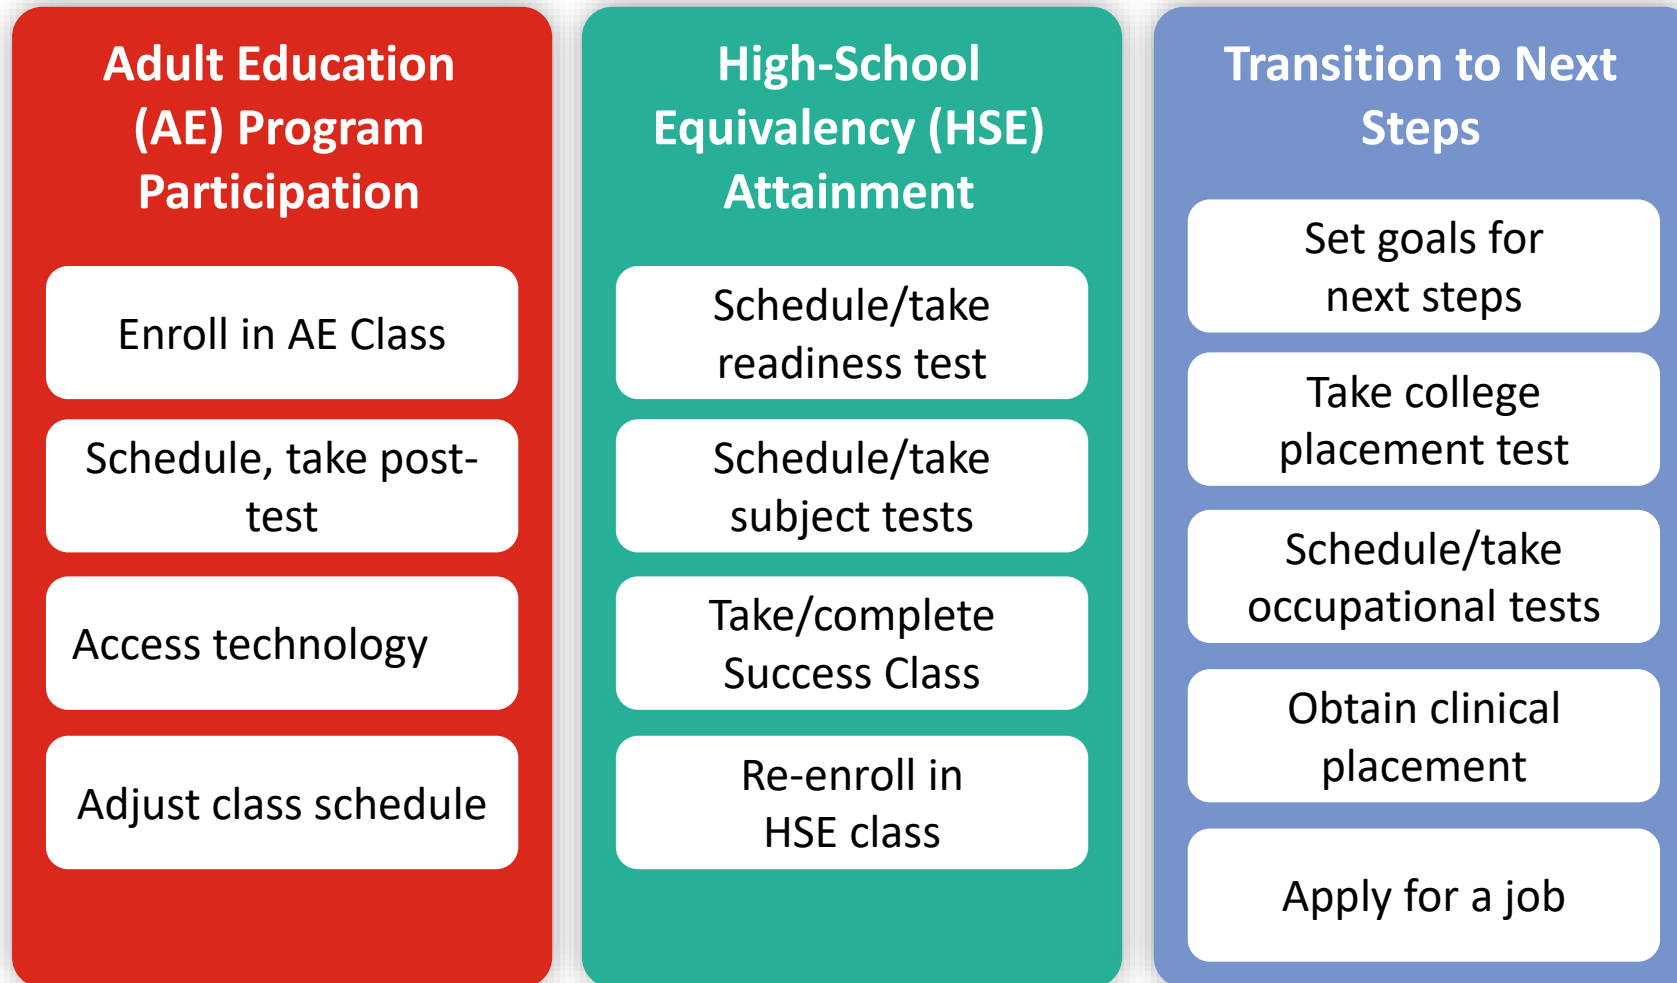 Adult Education
(AE) Program
Participation
Enroll in AE Class
Schedule, take post-
test
Access technology
Adjust class schedule
High-School
Equivalency (HSE)
Attainment
Schedule/take
readiness test
Schedule/take
subject tests
Take/complete
Success Class
Re-enroll in
HSE class
Transition to Next
Steps
Set goals for
next steps
Take college
placement test
Schedule/take
occupational tests
Obtain clinical
placement
Apply for a job